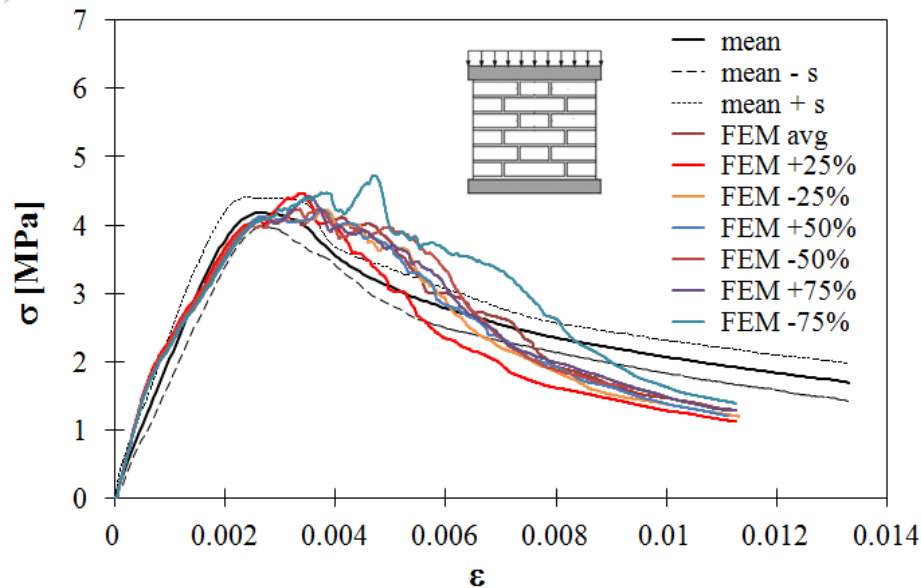 7
6
5
4
3
2
1
0
σ [MPa]
0 0.002 0.004 0.006 0.008 0.01 0.012 0.014
ε
mean
mean - s
mean + s
FEM avg
FEM +25%
FEM -25%
FEM +50%
FEM -50%
FEM +75%
FEM -75%